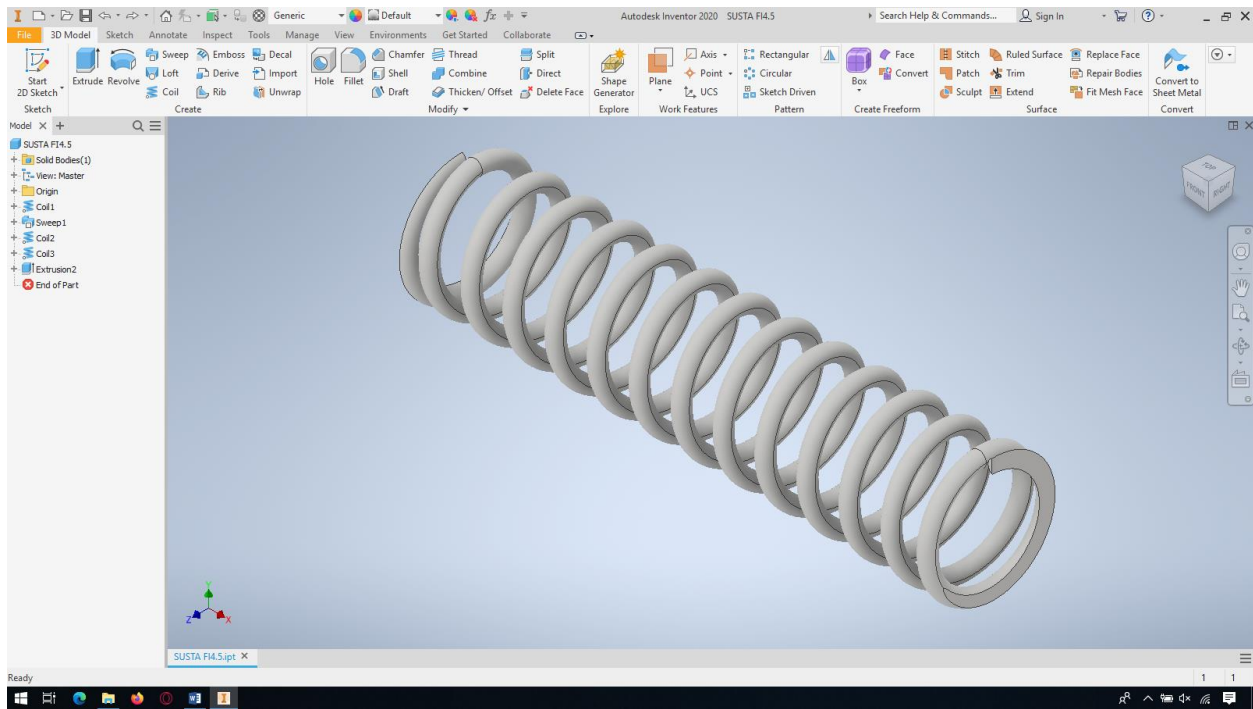 Generic Default fx Autodesk Inventor 2020 SUSTA FI4.5 Search Help & Commands... Sign In
File 3D Model Sketch Annotate Inspect Tools Manage View Environments Get Started Collaborate
Start 2D Sketch
Extrude Revolve
Sweep Emboss Decal
Loft Derive Import
Coil Rib Unwrap
Hole Fillet
Chamfer Thread Split
Shell Combine Direct
Draft Thicken/ Offset Delete Face
Shape Generator
Plane
Axis
Point
UCS
Rectangular
Circular
Sketch Driven
Box
Face
Convert
Stitch Ruled Surface Replace Face
Patch Trim Repair Bodies
Sculpt Extend Fit Mesh Face
Convert to Sheet Metal
Sketch Create Modify Explore Work Features Pattern Create Freeform Surface Convert
Model
SUSTA FI4.5
Solid Bodies(1)
View: Master
Origin
Coil1
Sweep1
Coil2
Coil3
Extrusion2
End of Part
TOP
FRONT RIGHT
Y
Z X
SUSTA FI4.5.ipt
Ready 1 1